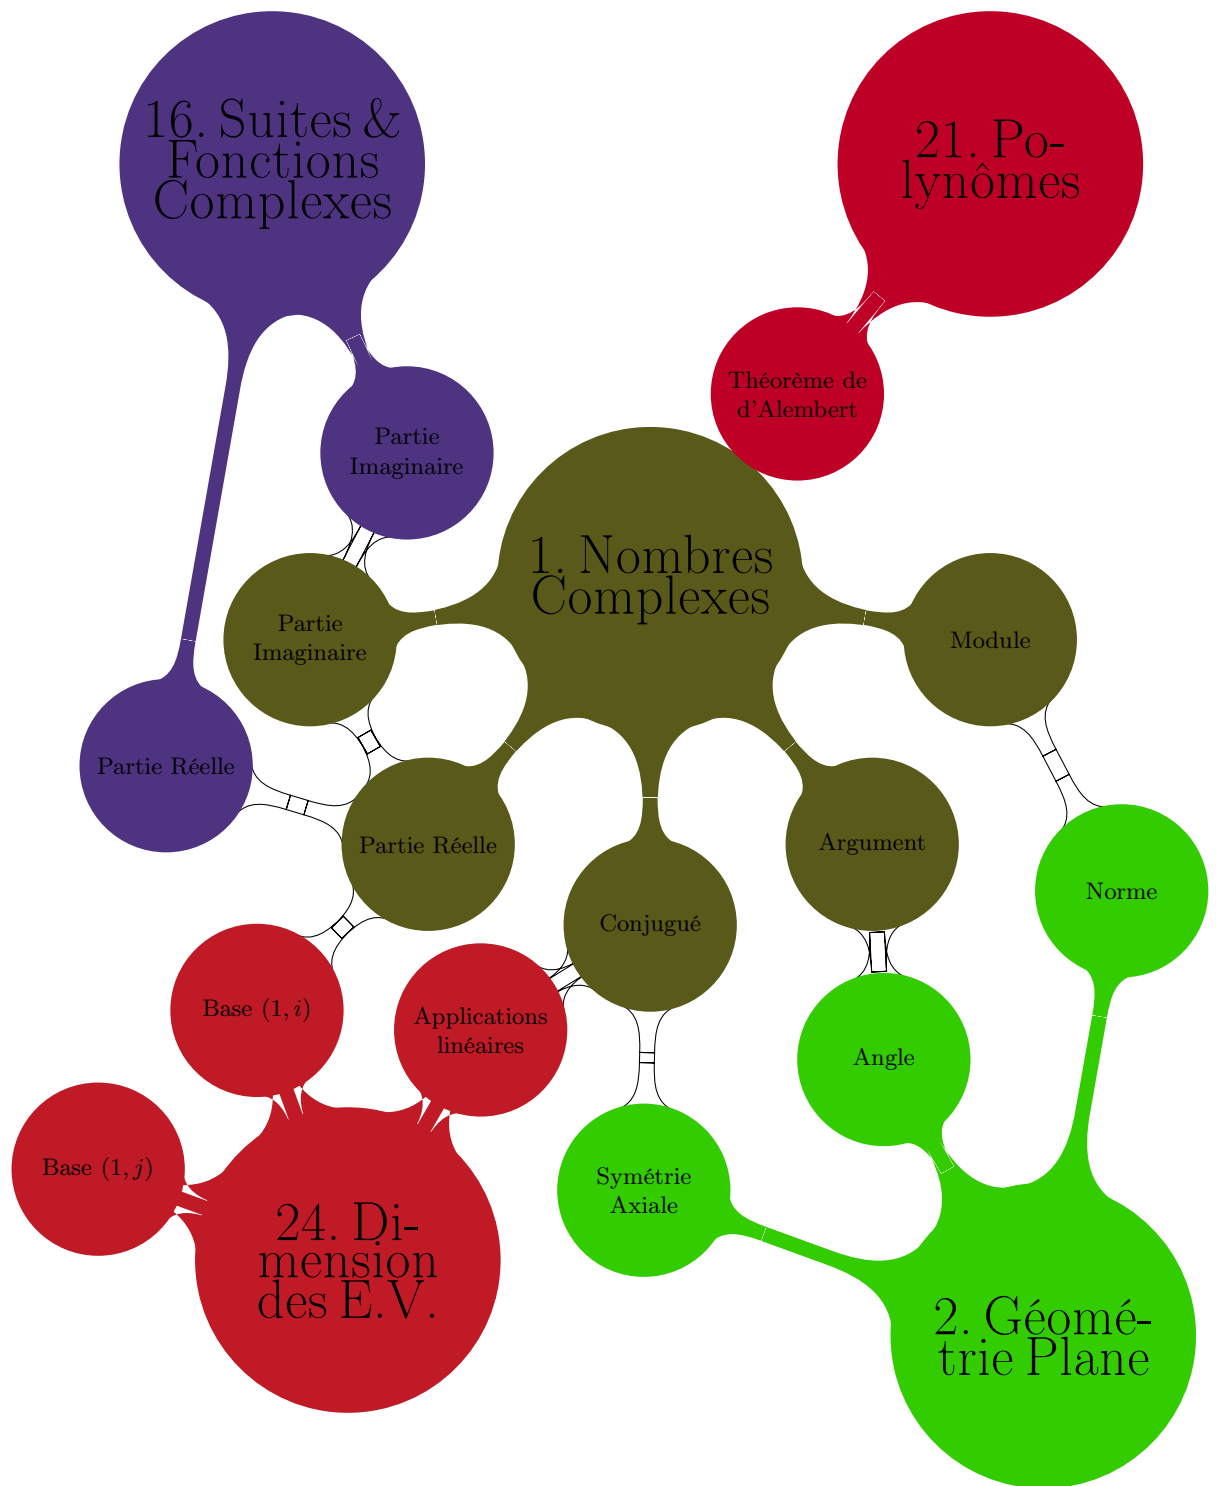 16. Suites &
Fonctions
Complexes
21. Po-
lynômes
Théorème de
d'Alembert
Partie
Imaginaire
1. Nombres
Complexes
Partie
Imaginaire
Module
Partie Réelle
Partie Réelle
Argument
Norme
Conjugué
Base (1, i)
Applications
linéaires
Angle
Base (1, j)
Symétrie
Axiale
24. Di-
mension
des E.V.
2. Géomé-
trie Plane